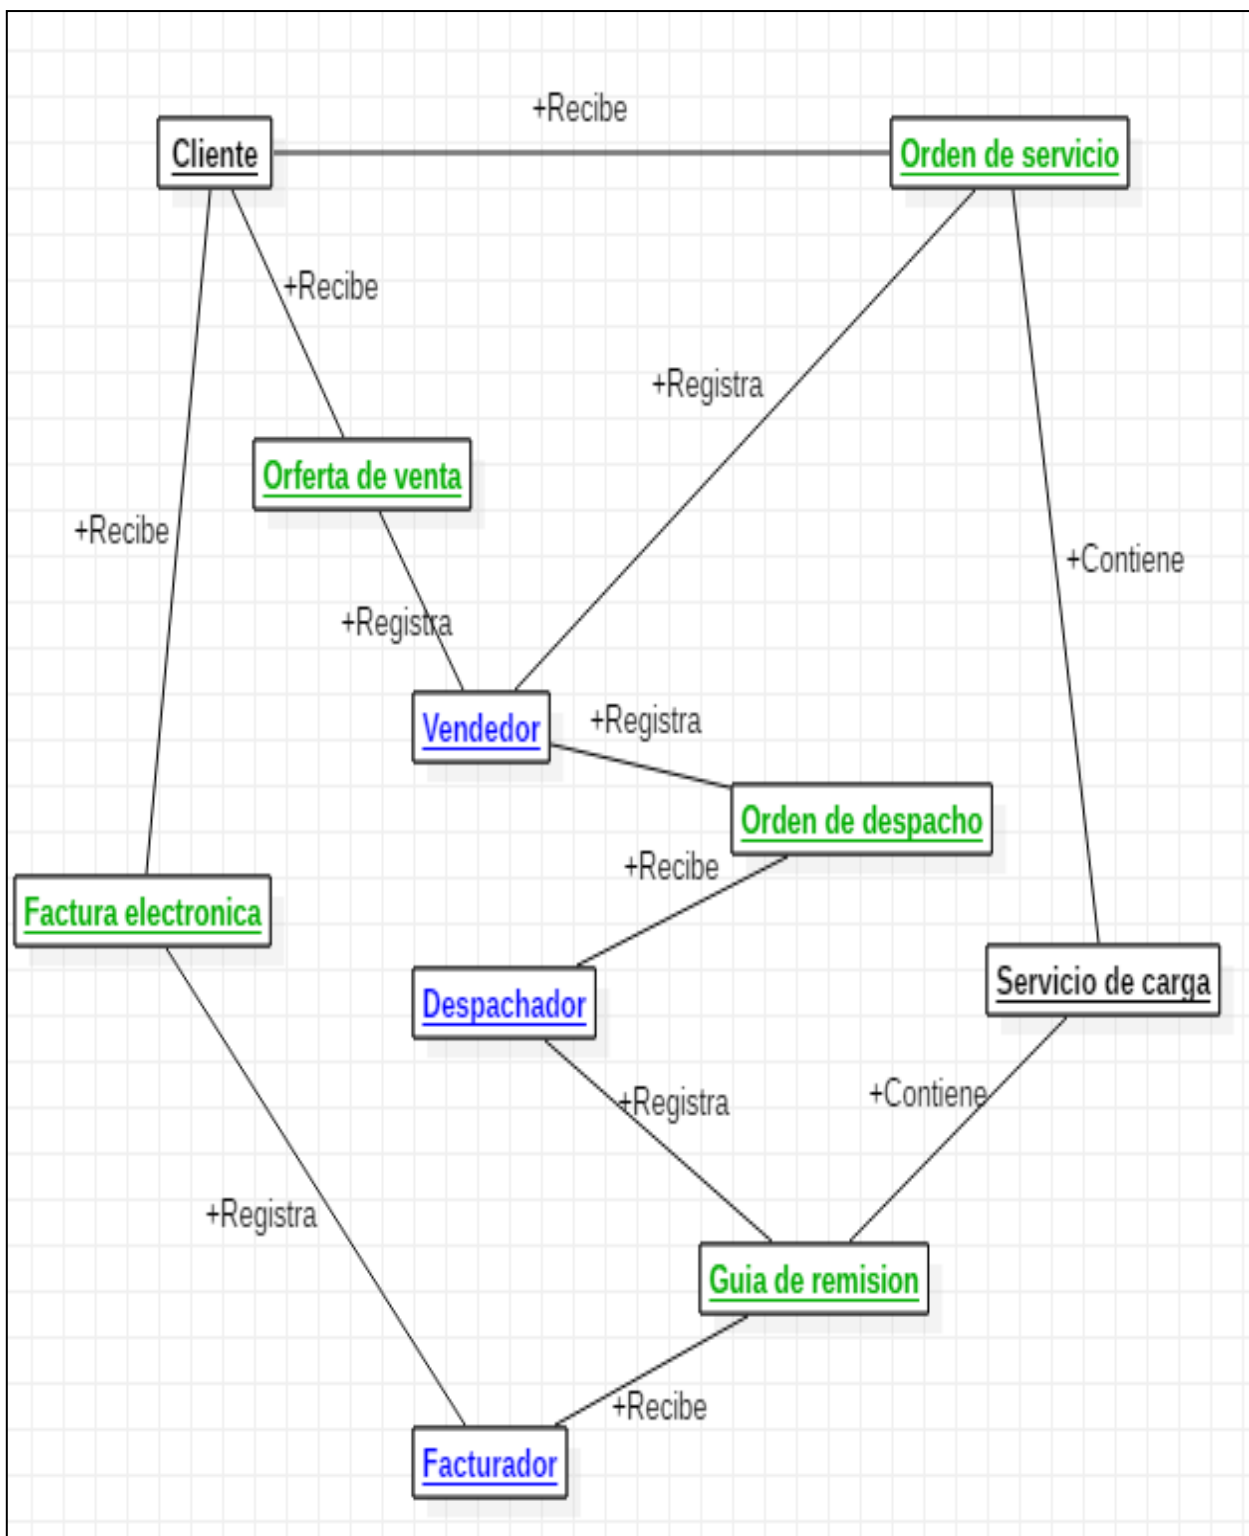 +Recibe
Cliente
Orden de servicio
+Recibe
+Registra
Orferta de venta
+Recibe
+Contiene
+Registra
Vendedor
+Registra
Orden de despacho
+Recibe
Factura electronica
Despachador
Servicio de carga
+Registra
+Contiene
+Registra
Guia de remision
+Recibe
Facturador